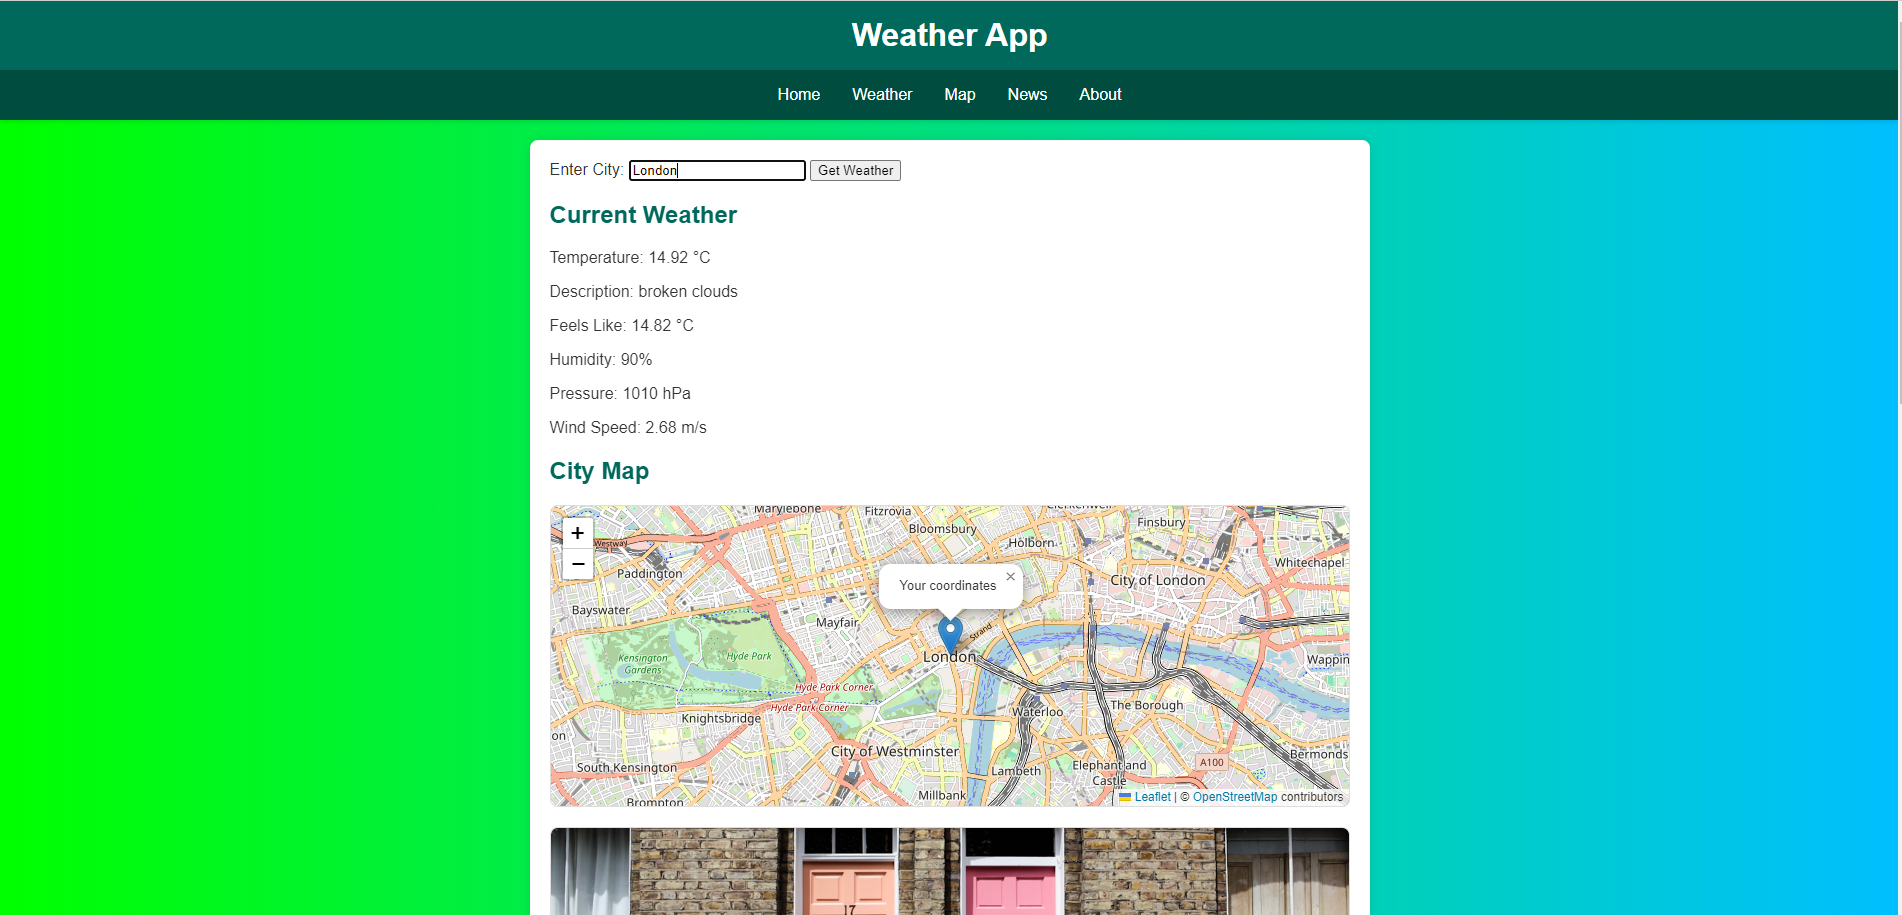 Weather App
Home Weather Map News About
Enter City: London Get Weather
Current Weather
Temperature: 14.92 °C
Description: broken clouds
Feels Like: 14.82 °C
Humidity: 90%
Pressure: 1010 hPa
Wind Speed: 2.68 m/s
City Map
Marylebone
Fitzrovia
Clerkenwell
Bloomsbury
Finsbury
+
Westway
Holborn
−
Paddington
Whitechapel
City of London
Your coordinates ×
Bayswater
Mayfair
Strand
Kensington
Gardens
Hyde Park
London
Wappin
Hyde Park Corner
Hyde Park Corner
Knightsbridge
Waterloo
The Borough
on
City of Westminster
Bermonds
South Kensington
Lambeth
Elephant and
Castle
A100
Millbank
Brompton
Leaflet | © OpenStreetMap contributors
17